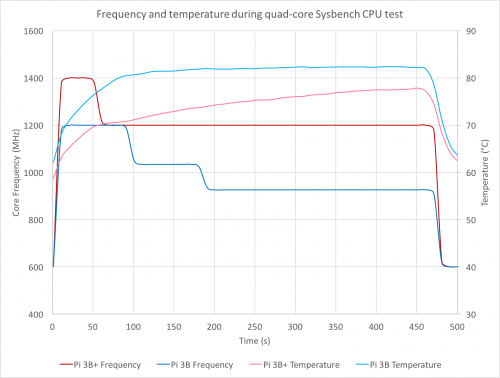 Frequency and temperature during quad-core Sysbench CPU test
1600
1400
1200
1000
800
600
400
Core Frequency (MHz)
90
80
70
60
50
40
30
Temperature (°C)
0 50 100 150 200 250 300 350 400 450 500
Time (s)
Pi 3B+ Frequency Pi 3B Frequency Pi 3B+ Temperature Pi 3B Temperature